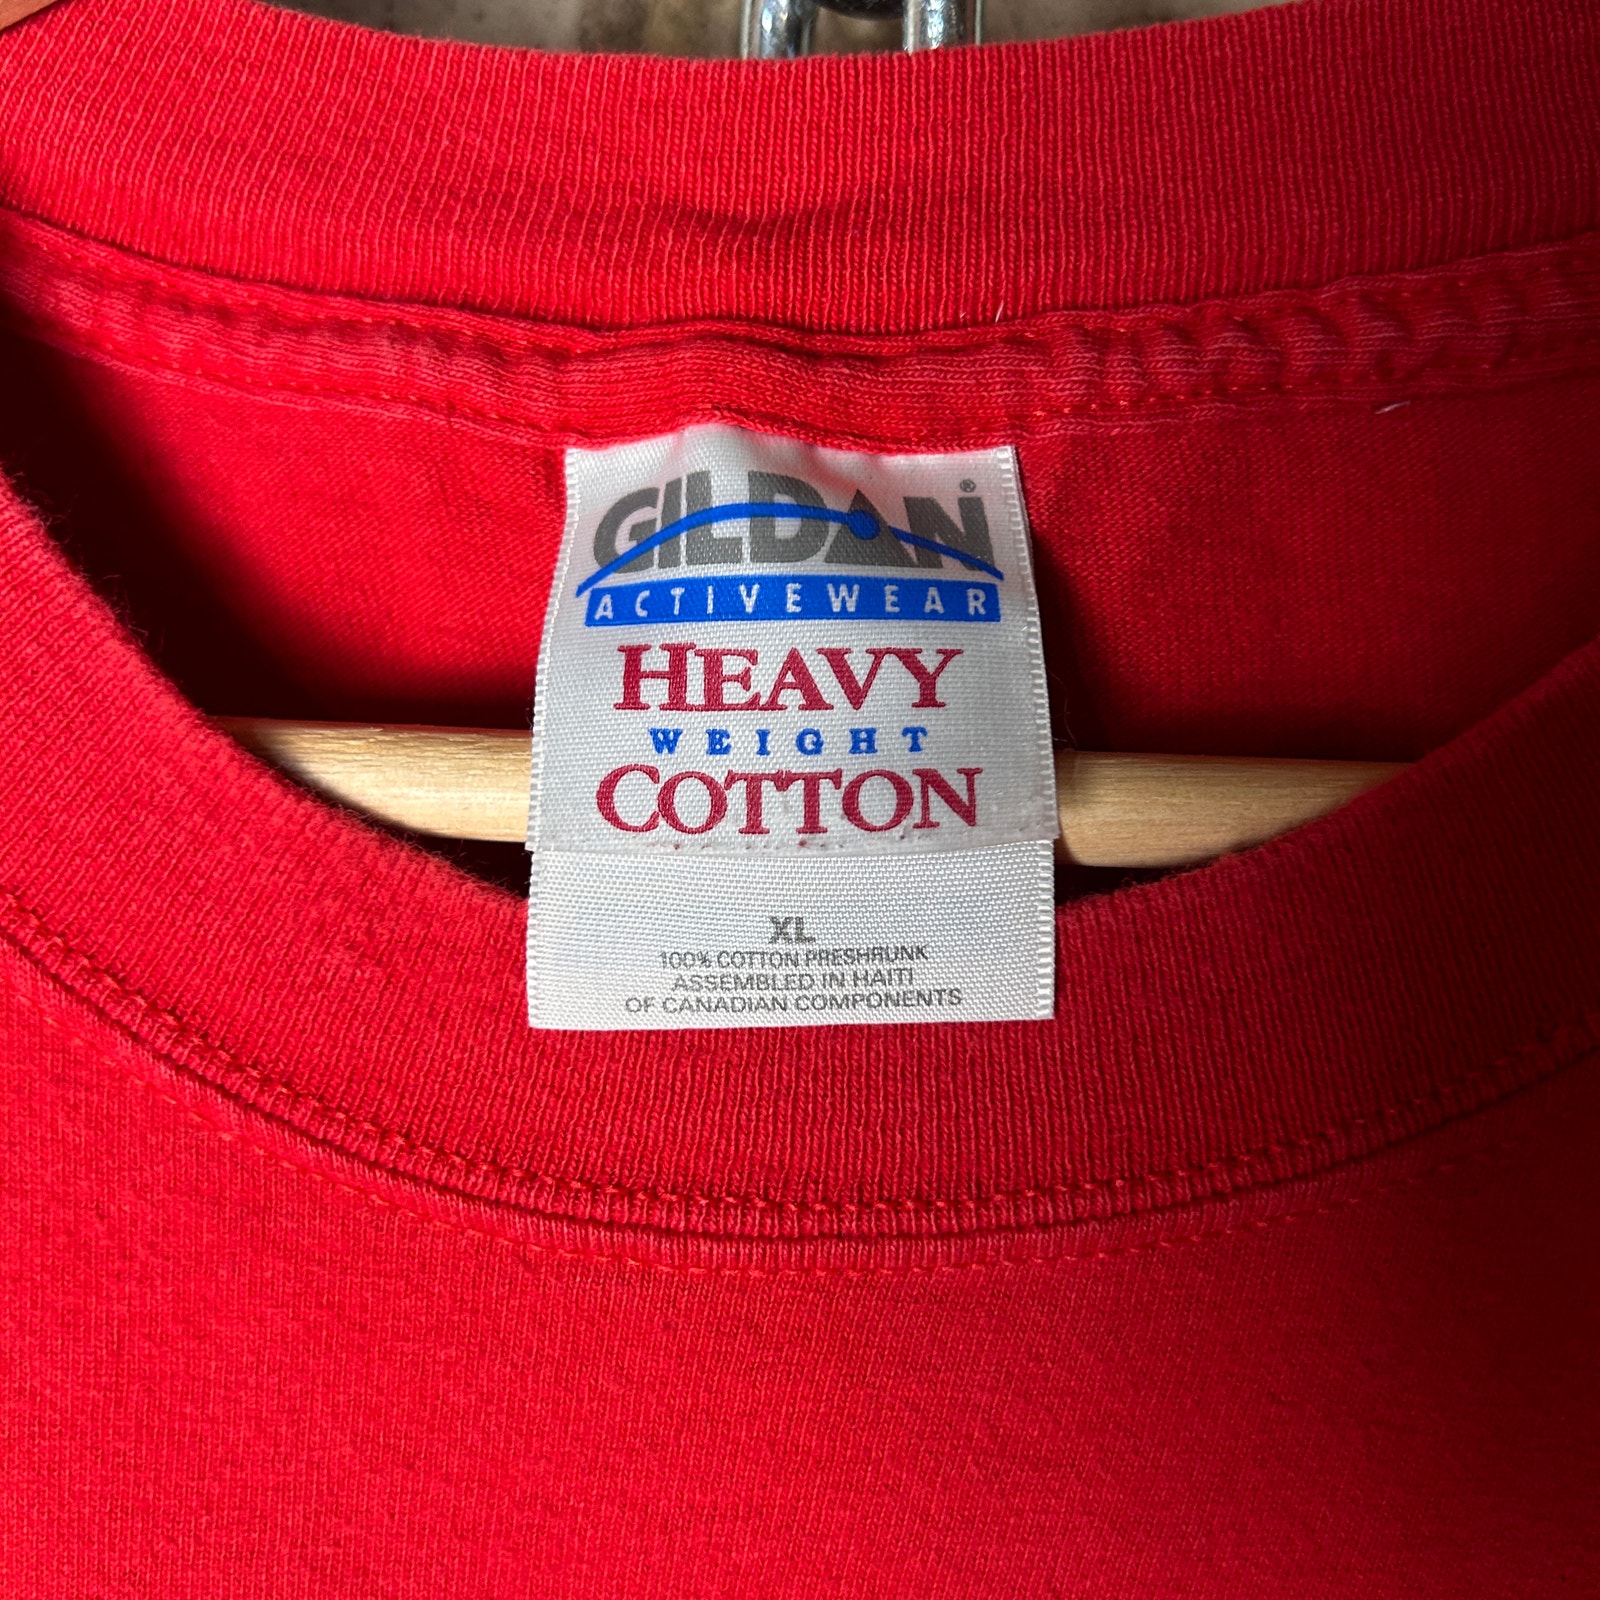 GILDAN®
ACTIVEWEAR
HEAVY
WEIGHT
COTTON
XL
100% COTTON PRESHRUNK
ASSEMBLED IN HAITI
OF CANADIAN COMPONENTS